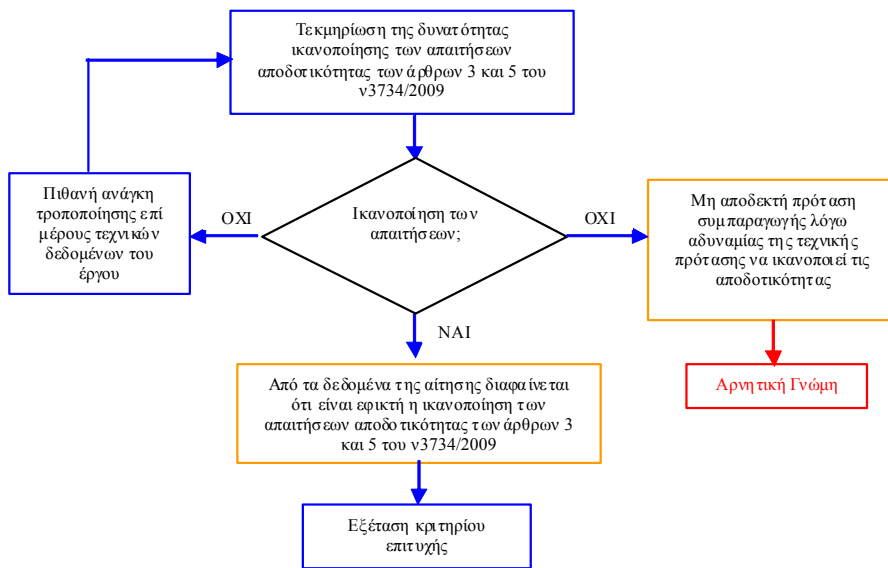 Τεκμηρίωση της δυνατότητας
ικανοποίησης των απαιτήσεων
αποδοτικότητας των άρθρων 3 και 5 του
ν3734/2009
Πιθανή ανάγκη
τροποποίησης επί
μέρους τεχνικών
δεδομένων του
έργου
ΟΧΙ
Ικανοποίηση των
απαιτήσεων;
ΟΧΙ
Μη αποδεκτή πρόταση
συμπαραγωγής λόγω
αδυναμίας της τεχνικής
πρότασης να ικανοποιεί τις
αποδοτικότητας
ΝΑΙ
Από τα δεδομένα της αίτησης διαφαίνεται
ότι είναι εφικτή η ικανοποίηση των
απαιτήσεων αποδοτικότητας των άρθρων 3
και 5 του ν3734/2009
Αρνητική Γνώμη
Εξέταση κριτηρίου
επιτυχής